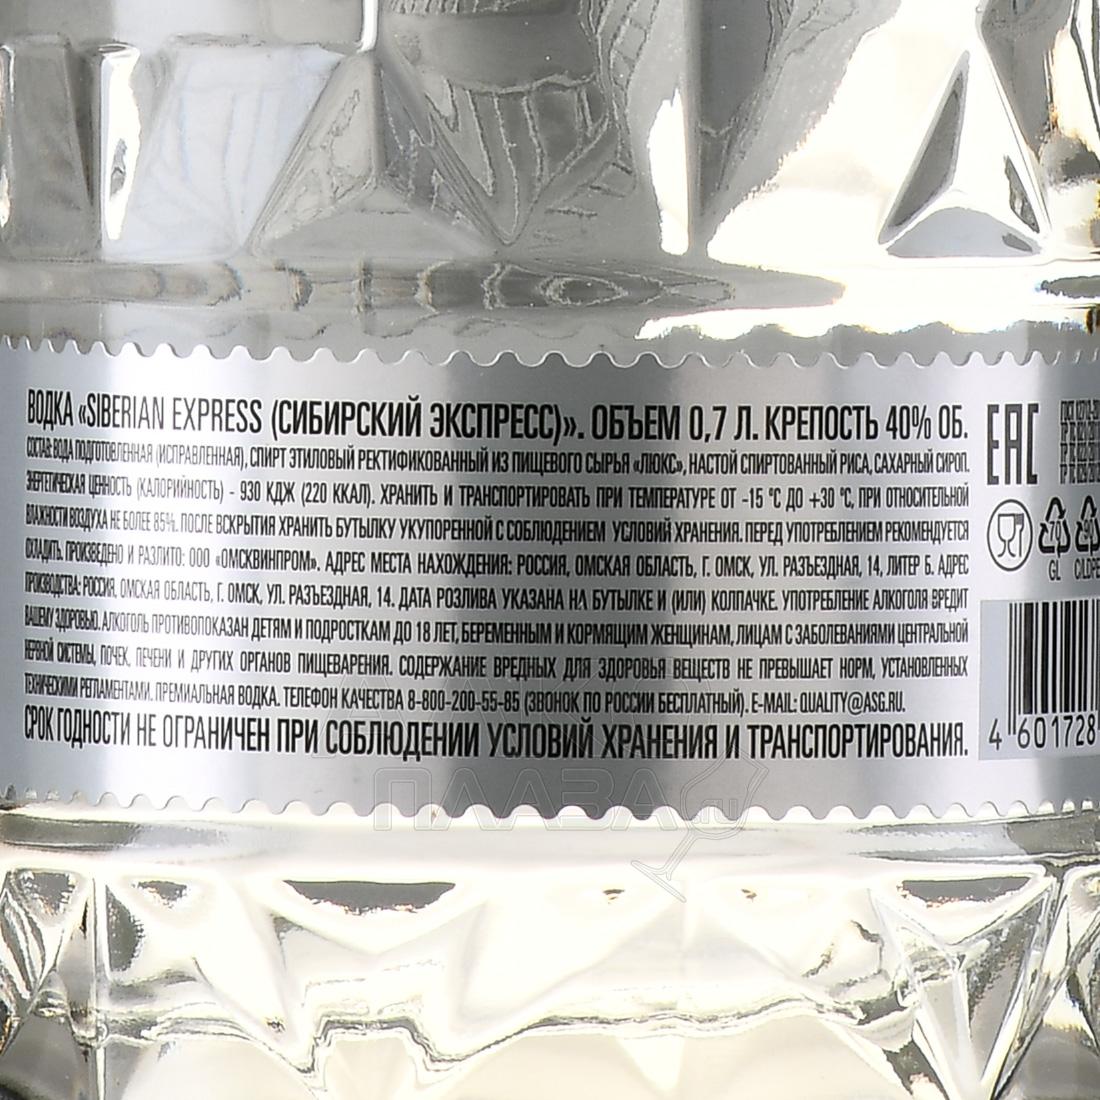 ВОДКА «SIBERIAN EXPRESS (СИБИРСКИЙ ЭКСПРЕСС)». ОБЪЕМ 0,7 Л. КРЕПОСТЬ 40% ОБ.
СОСТАВ: ВОДА ПОДГОТОВЛЕННАЯ (ИСПРАВЛЕННАЯ), СПИРТ ЭТИЛОВЫЙ РЕКТИФИКОВАННЫЙ ИЗ ПИЩЕВОГО СЫРЬЯ «ЛЮКС», НАСТОЙ СПИРТОВАННЫЙ РИСА, САХАРНЫЙ СИРОП.
ЭНЕРГЕТИЧЕСКАЯ ЦЕННОСТЬ (КАЛОРИЙНОСТЬ) - 930 КДЖ (220 ККАЛ). ХРАНИТЬ И ТРАНСПОРТИРОВАТЬ ПРИ ТЕМПЕРАТУРЕ ОТ -15 °С ДО +30 °С, ПРИ ОТНОСИТЕЛЬНОЙ
ВЛАЖНОСТИ ВОЗДУХА НЕ БОЛЕЕ 85%. ПОСЛЕ ВСКРЫТИЯ ХРАНИТЬ БУТЫЛКУ УКУПОРЕННОЙ С СОБЛЮДЕНИЕМ УСЛОВИЙ ХРАНЕНИЯ. ПЕРЕД УПОТРЕБЛЕНИЕМ РЕКОМЕНДУЕТСЯ
ОХЛАДИТЬ. ПРОИЗВЕДЕНО И РАЗЛИТО: ООО «ОМСКВИНПРОМ». АДРЕС МЕСТА НАХОЖДЕНИЯ: РОССИЯ, ОМСКАЯ ОБЛАСТЬ, Г. ОМСК, УЛ. РАЗЪЕЗДНАЯ, 14, ЛИТЕР Б. АДРЕС
ПРОИЗВОДСТВА: РОССИЯ, ОМСКАЯ ОБЛАСТЬ, Г. ОМСК, УЛ. РАЗЪЕЗДНАЯ, 14. ДАТА РОЗЛИВА УКАЗАНА НА БУТЫЛКЕ И (ИЛИ) КОЛПАЧКЕ. УПОТРЕБЛЕНИЕ АЛКОГОЛЯ ВРЕДИТ
ВАШЕМУ ЗДОРОВЬЮ. АЛКОГОЛЬ ПРОТИВОПОКАЗАН ДЕТЯМ И ПОДРОСТКАМ ДО 18 ЛЕТ, БЕРЕМЕННЫМ И КОРМЯЩИМ ЖЕНЩИНАМ, ЛИЦАМ С ЗАБОЛЕВАНИЯМИ ЦЕНТРАЛЬНОЙ
НЕРВНОЙ СИСТЕМЫ, ПОЧЕК, ПЕЧЕНИ И ДРУГИХ ОРГАНОВ ПИЩЕВАРЕНИЯ. СОДЕРЖАНИЕ ВРЕДНЫХ ДЛЯ ЗДОРОВЬЯ ВЕЩЕСТВ НЕ ПРЕВЫШАЕТ НОРМ, УСТАНОВЛЕННЫХ
ТЕХНИЧЕСКИМИ РЕГЛАМЕНТАМИ. ПРЕМИАЛЬНАЯ ВОДКА. ТЕЛЕФОН КАЧЕСТВА 8-800-200-55-85 (ЗВОНОК ПО РОССИИ БЕСПЛАТНЫЙ). E-MAIL: QUALITY@ASG.RU.
СРОК ГОДНОСТИ НЕ ОГРАНИЧЕН ПРИ СОБЛЮДЕНИИ УСЛОВИЙ ХРАНЕНИЯ И ТРАНСПОРТИРОВАНИЯ.
EAC
70
90
GL
C/LDPE
4 601728
АЛКО
ПЛАЗА.ru